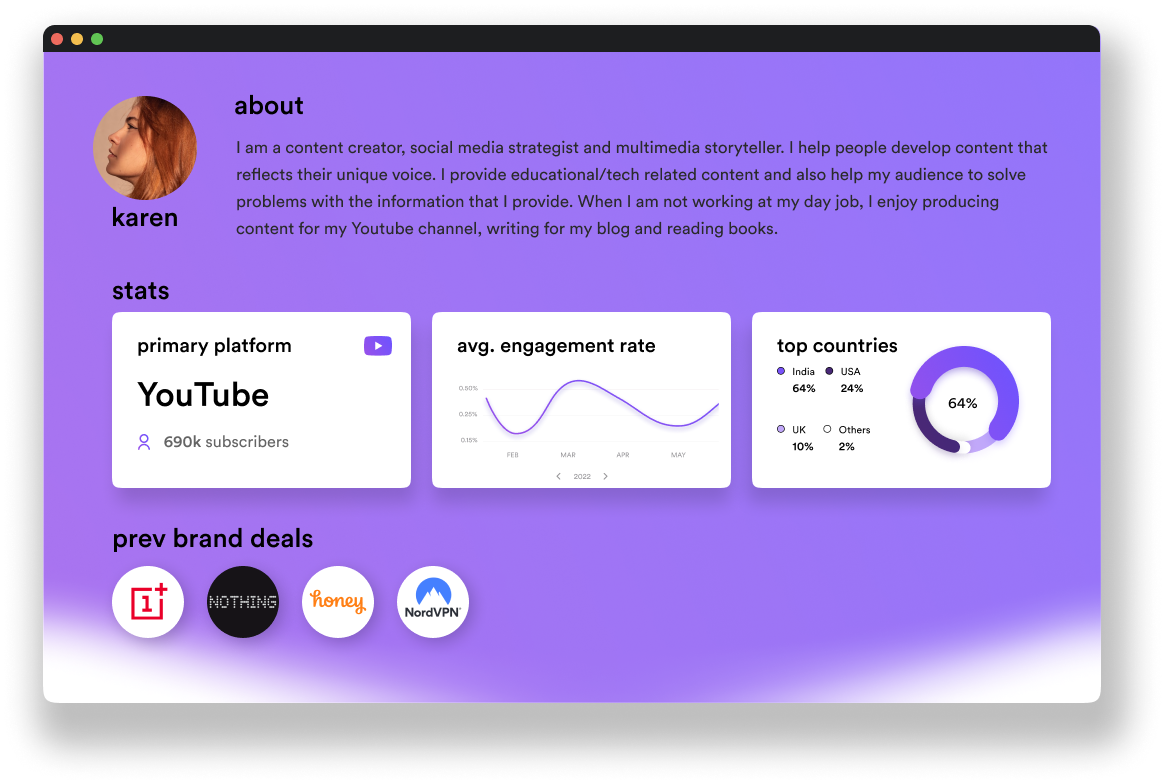 about
I am a content creator, social media strategist and multimedia storyteller. I help people develop content that
reflects their unique voice. I provide educational/tech related content and also help my audience to solve
problems with the information that I provide. When I am not working at my day job, I enjoy producing
content for my Youtube channel, writing for my blog and reading books.
karen
stats
primary platform
YouTube
690k subscribers
avg. engagement rate
0.50%
0.25%
0.15%
FEB MAR APR MAY
2022
top countries
India USA
64% 24%
UK Others
10% 2%
64%
prev brand deals
1
NOTHING
honey
NordVPN